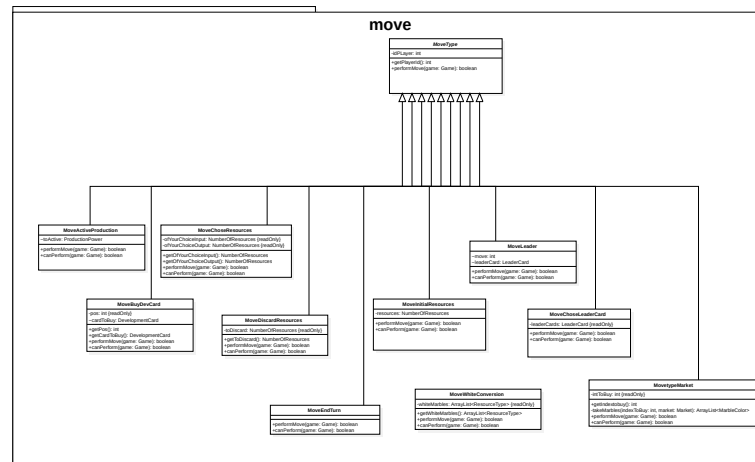 move
MoveType
-idPLayer: int
+getPlayerId(): int
+performMove(game: Game): boolean
MoveActiveProduction
~toActive: ProductionPower
+performMove(game: Game): boolean
+canPerform(game: Game): boolean
MoveChoseResources
-ofYourChoiceInput: NumberOfResources {readOnly}
-ofYourChoiceOutput: NumberOfResources {readOnly}
+getOfYourChoiceInput(): NumberOfResources
+getOfYourChoiceOutput(): NumberOfResources
+performMove(game: Game): boolean
+canPerform(game: Game): boolean
MoveLeader
~move: int
~leaderCard: LeaderCard
+performMove(game: Game): boolean
+canPerform(game: Game): boolean
MoveBuyDevCard
-pos: int {readOnly}
~cardToBuy: DevelopmentCard
+getPos(): int
+getCardToBuy(): DevelopmentCard
+performMove(game: Game): boolean
+canPerform(game: Game): boolean
MoveDiscardResources
-toDiscard: NumberOfResources {readOnly}
+getToDiscard(): NumberOfResources
+performMove(game: Game): boolean
+canPerform(game: Game): boolean
MoveInitialResources
-resources: NumberOfResources
+performMove(game: Game): boolean
+canPerform(game: Game): boolean
MoveChoseLeaderCard
-leaderCards: LeaderCard {readOnly}
+performMove(game: Game): boolean
+canPerform(game: Game): boolean
MoveEndTurn
+performMove(game: Game): boolean
+canPerform(game: Game): boolean
MoveWhiteConversion
-whiteMarbles: ArrayList<ResourceType> {readOnly}
+getWhiteMarbles(): ArrayList<ResourceType>
+performMove(game: Game): boolean
+canPerform(game: Game): boolean
MovetypeMarket
-intToBuy: int {readOnly}
+getIndextobuy(): int
-takeMarbles(indexToBuy: int, market: Market): ArrayList<MarbleColor>
+performMove(game: Game): boolean
+canPerform(game: Game): boolean